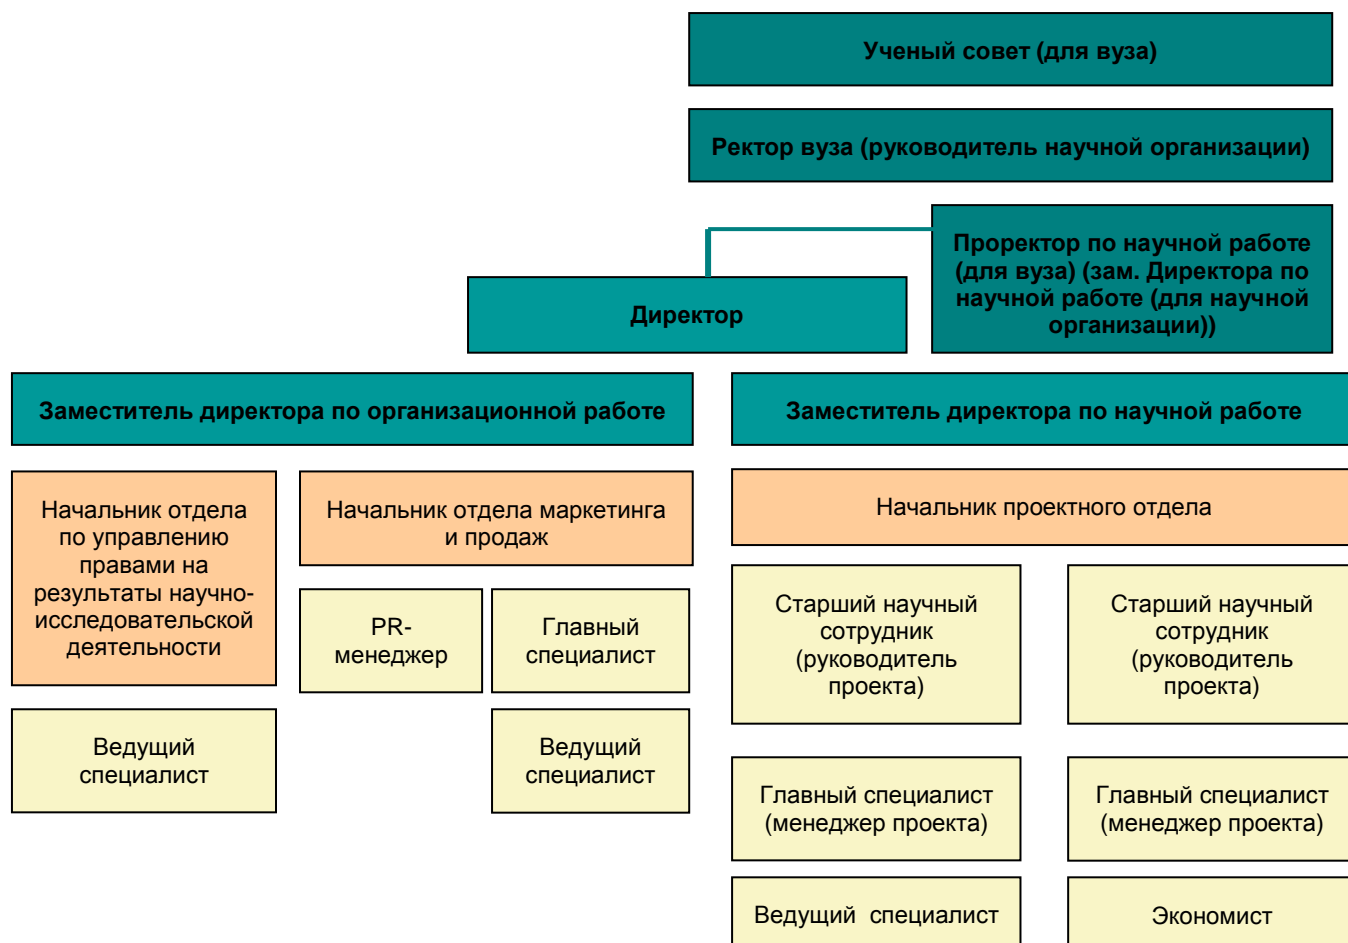 Ученый совет (для вуза)
Ректор вуза (руководитель научной организации)
Проректор по научной работе
(для вуза) (зам. Директора по
научной работе (для научной
организации))
Директор
Заместитель директора по организационной работе
Заместитель директора по научной работе
Начальник отдела
по управлению
правами на
результаты научно-
исследовательской
деятельности
Начальник отдела маркетинга
и продаж
Начальник проектного отдела
PR-
менеджер
Главный
специалист
Старший научный
сотрудник
(руководитель
проекта)
Старший научный
сотрудник
(руководитель
проекта)
Ведущий
специалист
Ведущий
специалист
Главный специалист
(менеджер проекта)
Главный специалист
(менеджер проекта)
Ведущий  специалист
Экономист